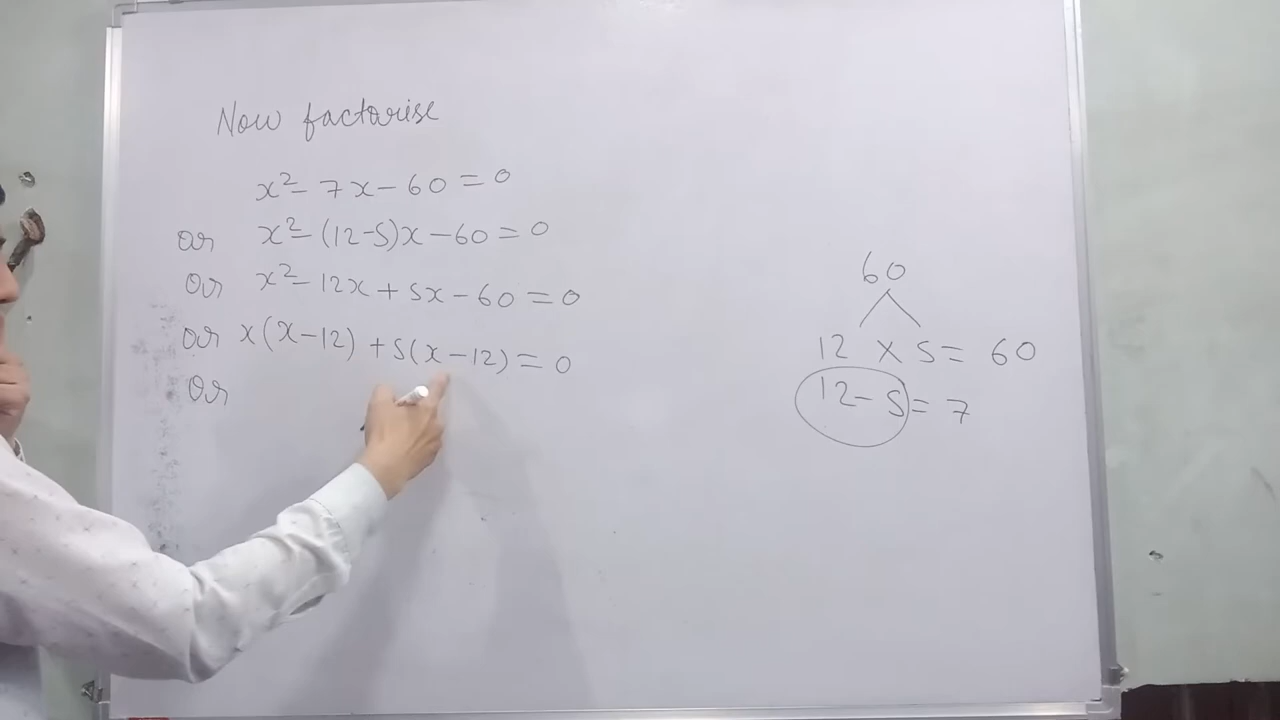 Now factorise
x² - 7x - 60 = 0
or x² - (12-5)x - 60 = 0
or x² - 12x + 5x - 60 = 0
or x(x-12) + 5(x-12) = 0
or
60
12 × 5 = 60
12 - 5 = 7